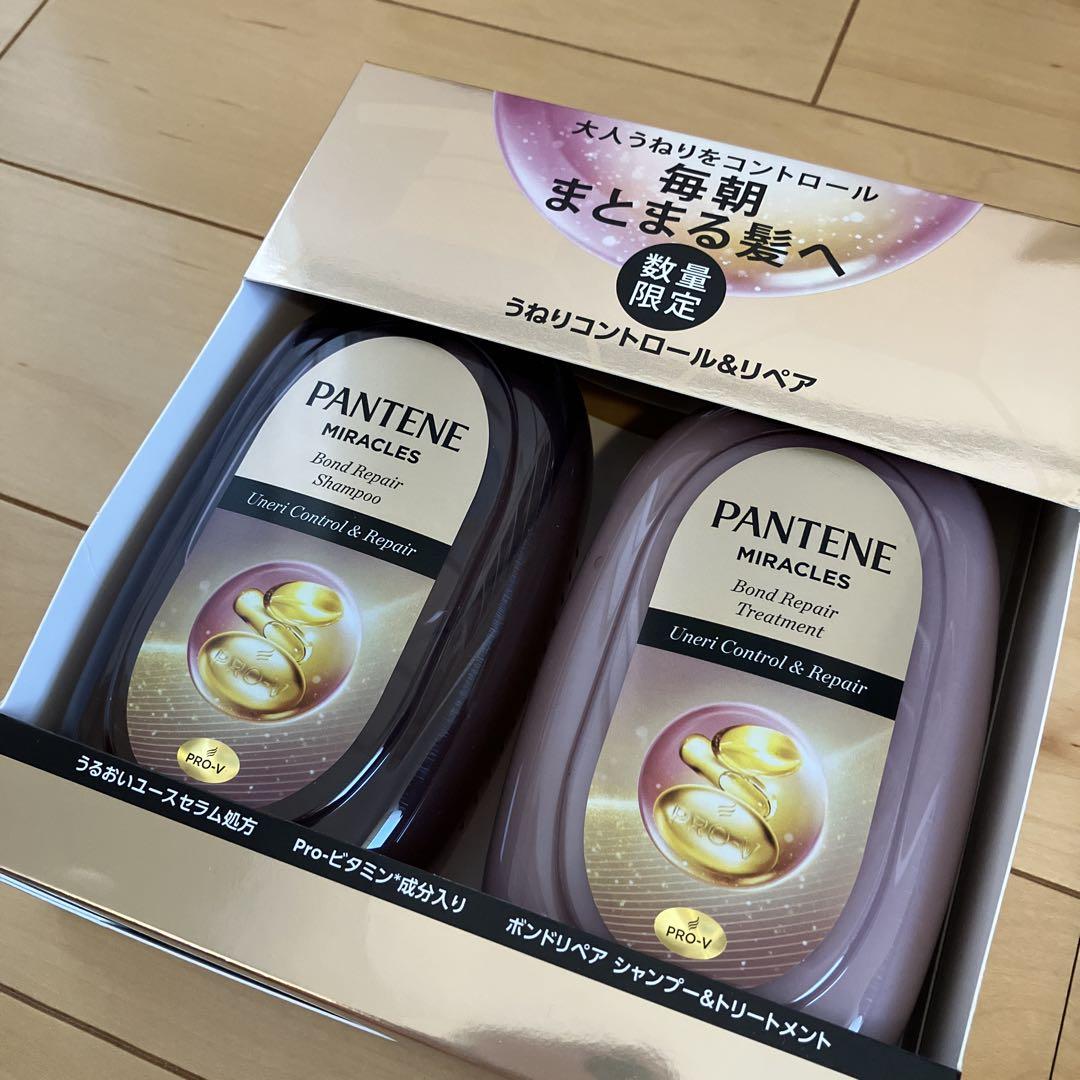 大人うねりをコントロール
毎朝
まとまる髪へ
数量
限定
うねりコントロール&リペア
PANTENE
MIRACLES
Bond Repair
Shampoo
Uneri Control & Repair
PRO-V
PRO-V
PANTENE
MIRACLES
Bond Repair
Treatment
Uneri Control & Repair
PRO-V
PRO-V
うるおいユースセラム処方 Pro-ビタミン*成分入り ボンドリペア シャンプー&トリートメント